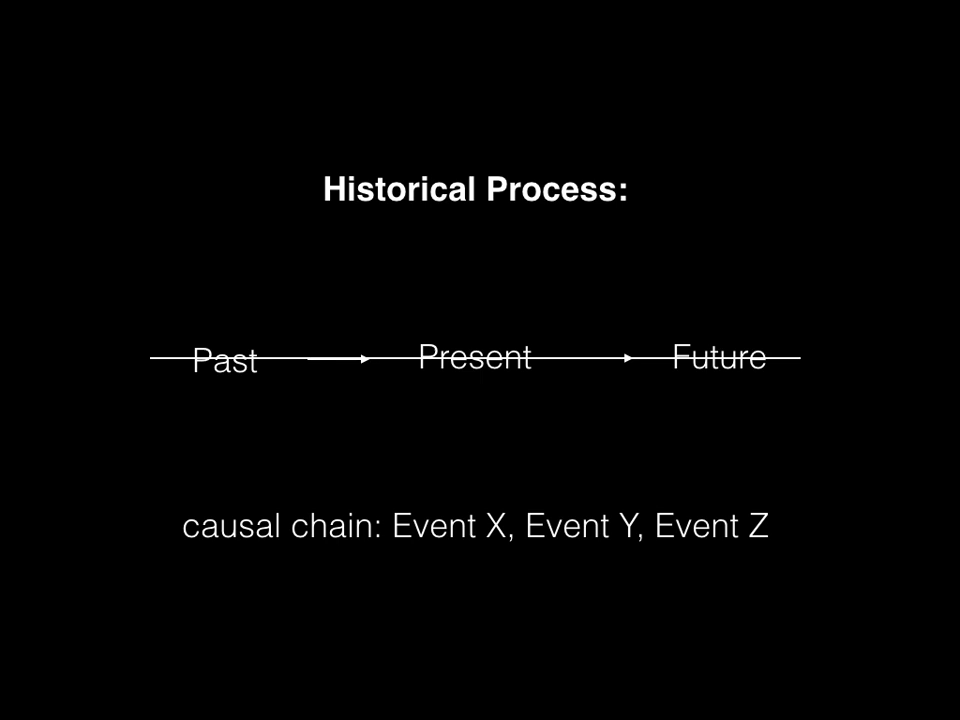 Historical Process:
Past Present Future
causal chain: Event X, Event Y, Event Z